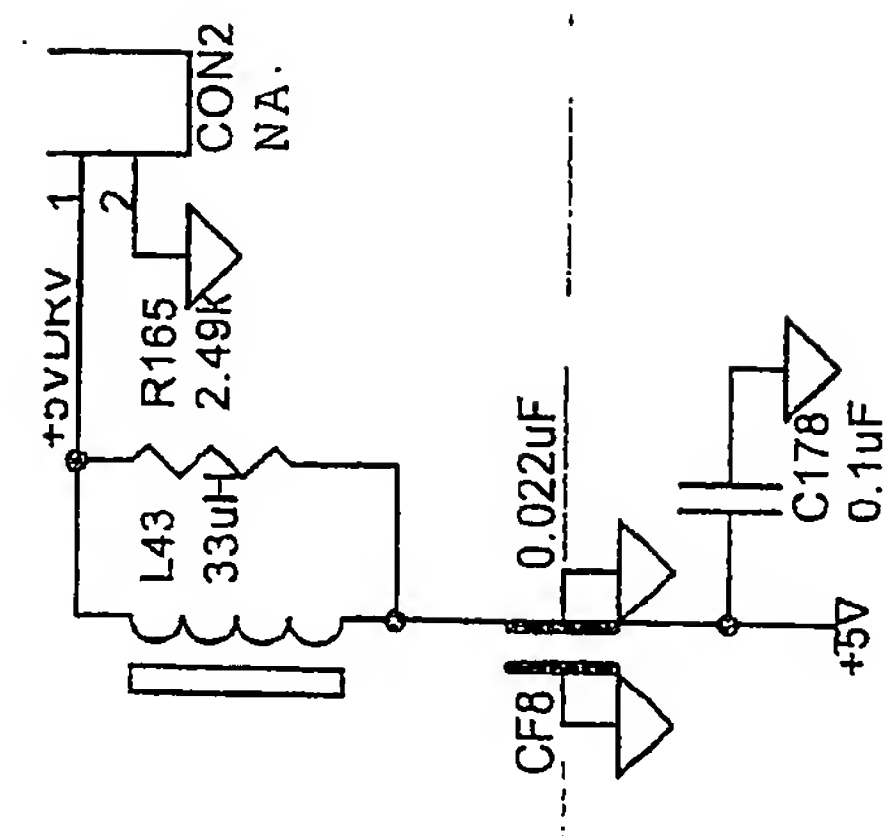 CON2
NA.
1
2
+5VDRV
R165
2.49k
L43
33uH
0.022uF
CF8
C178
0.1uF
+5V